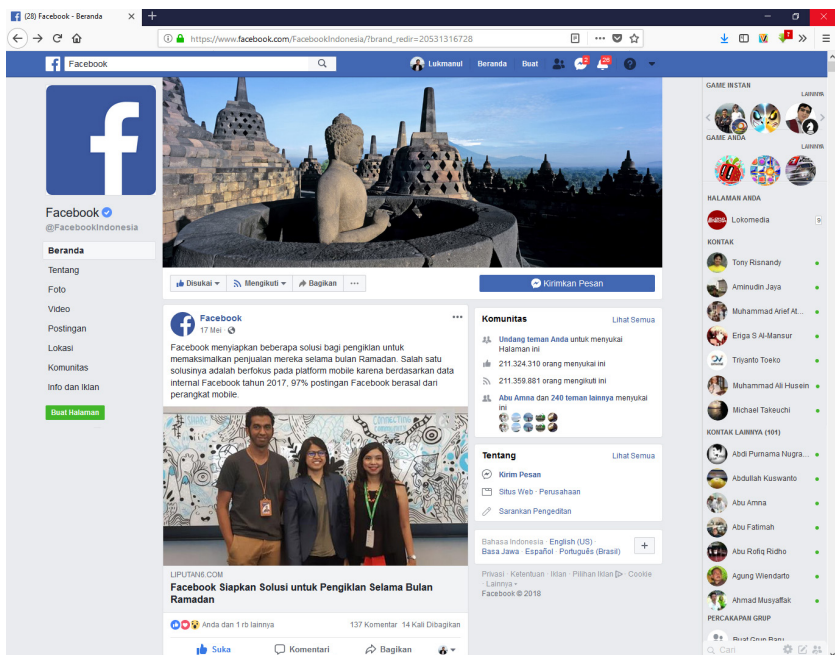 (28) Facebook - Beranda
https://www.facebook.com/FacebookIndonesia/?brand_redir=20531316728
7
Facebook
Lukmanul
Beranda
Buat
2
28
Facebook
@FacebookIndonesia
Beranda
Tentang
Foto
Video
Postingan
Lokasi
Komunitas
Info dan Iklan
Buat Halaman
Disukai
Mengikuti
Bagikan
Kirimkan Pesan
Facebook
17 Mei ·
Facebook menyiapkan beberapa solusi bagi pengiklan untuk
memaksimalkan penjualan mereka selama bulan Ramadan. Salah satu
solusinya adalah berfokus pada platform mobile karena berdasarkan data
internal Facebook tahun 2017, 97% postingan Facebook berasal dari
perangkat mobile.
SHARE
CONNECTING
LIPUTAN6.COM
Facebook Siapkan Solusi untuk Pengiklan Selama Bulan
Ramadan
Anda dan 1 rb lainnya
137 Komentar 14 Kali Dibagikan
Suka
Komentari
Bagikan
Komunitas
Lihat Semua
Undang teman Anda untuk menyukai
Halaman ini
211.324.310 orang menyukai ini
211.359.881 orang mengikuti ini
Abu Amna dan 240 teman lainnya menyukai
ini
Tentang
Lihat Semua
Kirim Pesan
Situs Web · Perusahaan
Sarankan Pengeditan
Bahasa Indonesia · English (US) ·
Basa Jawa · Español · Português (Brasil)
Privasi · Ketentuan · Iklan · Pilihan Iklan · Cookie
· Lainnya
Facebook © 2018
GAME INSTAN
LAINNYA
GAME ANDA
LAINNYA
HALAMAN ANDA
Lokomedia
9
KONTAK
Tony Risnandy
Aminudin Jaya
Muhammad Arief At...
Eriga S Al-Mansur
Triyanto Toeko
Muhammad Ali Husein
Michael Takeuchi
KONTAK LAINNYA (101)
Abdi Purnama Nugra...
Abdullah Kuswanto
Abu Amna
Abu Fatimah
Abu Rofiq Ridho
Agung Wiendarto
Ahmad Musyaffak
PERCAKAPAN GRUP
Buat Grup Baru
Cari